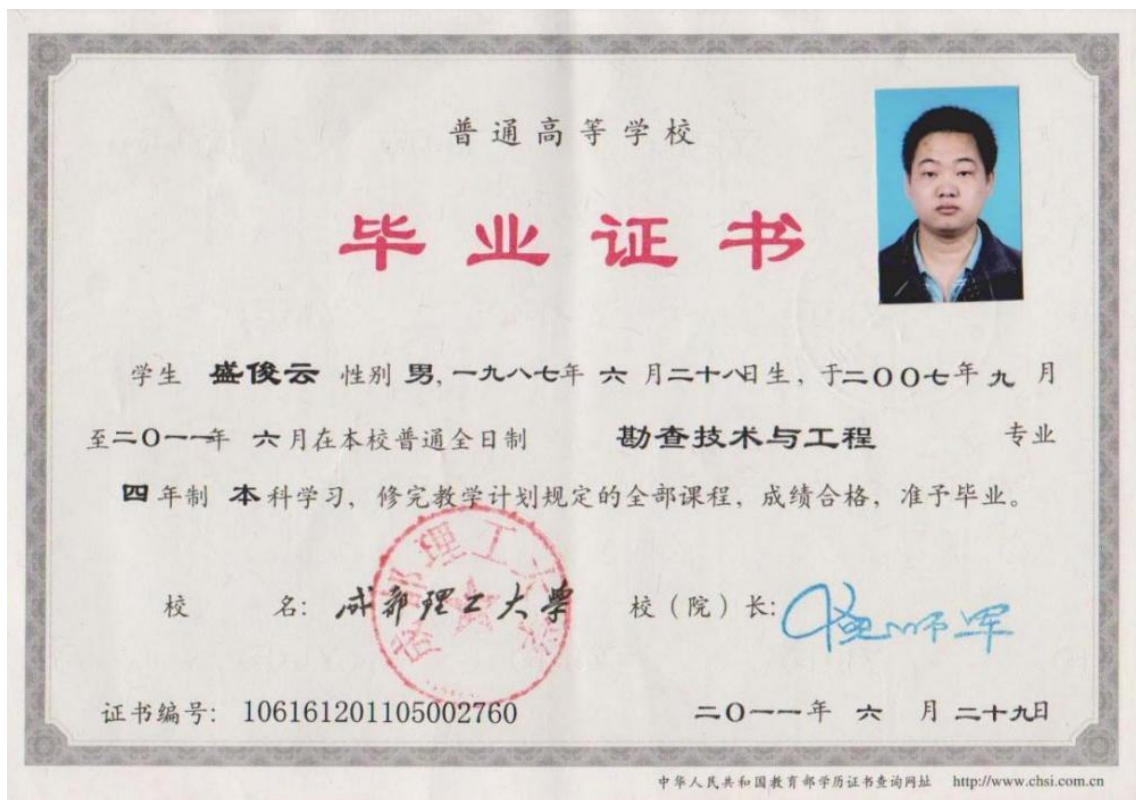 普通高等学校
毕业证书
学生 盛俊云 性别 男,一九八七年 六 月二十八日生，于二〇〇七年 九 月
至二〇一一年 六月在本校普通全日制 勘查技术与工程 专业
四年制 本科学习，修完教学计划规定的全部课程，成绩合格，准予毕业。
校 名: 成都理工大学 校（院）长:
成都理工大学
证书编号: 106161201105002760 二〇一一年 六 月 二十九日
中华人民共和国教育部学历证书查询网址 http://www.chsi.com.cn